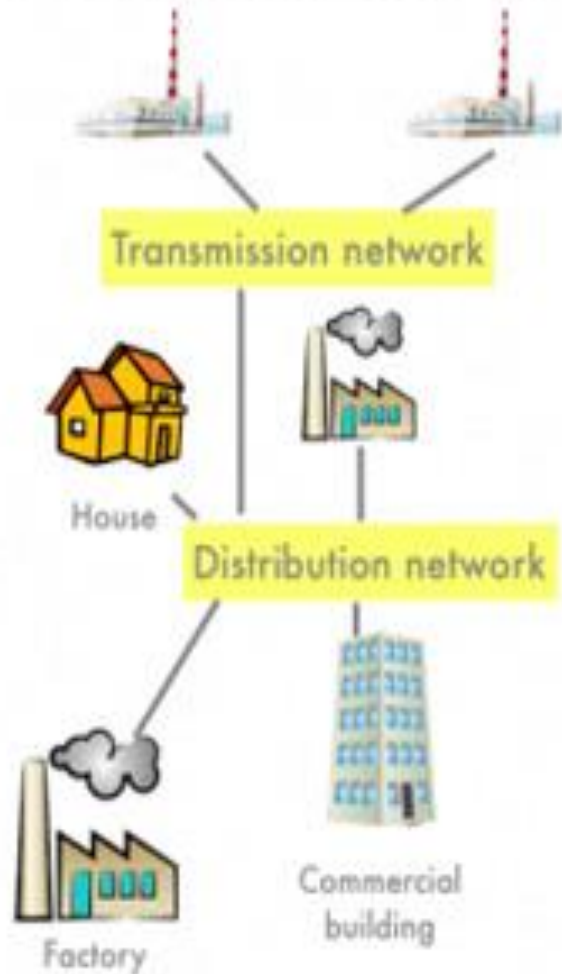 Transmission network
House
Distribution network
Commercial
building
Factory